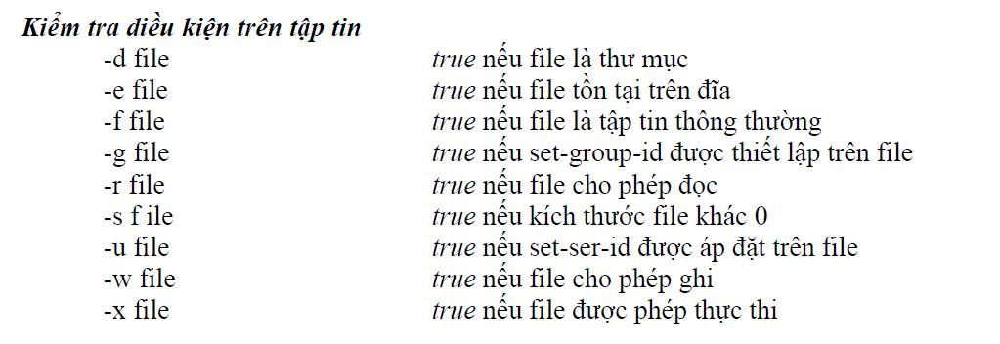 Kiểm tra điều kiện trên tập tin
-d file true nếu file là thư mục
-e file true nếu file tồn tại trên đĩa
-f file true nếu file là tập tin thông thường
-g file true nếu set-group-id được thiết lập trên file
-r file true nếu file cho phép đọc
-s f ile true nếu kích thước file khác 0
-u file true nếu set-ser-id được áp đặt trên file
-w file true nếu file cho phép ghi
-x file true nếu file được phép thực thi